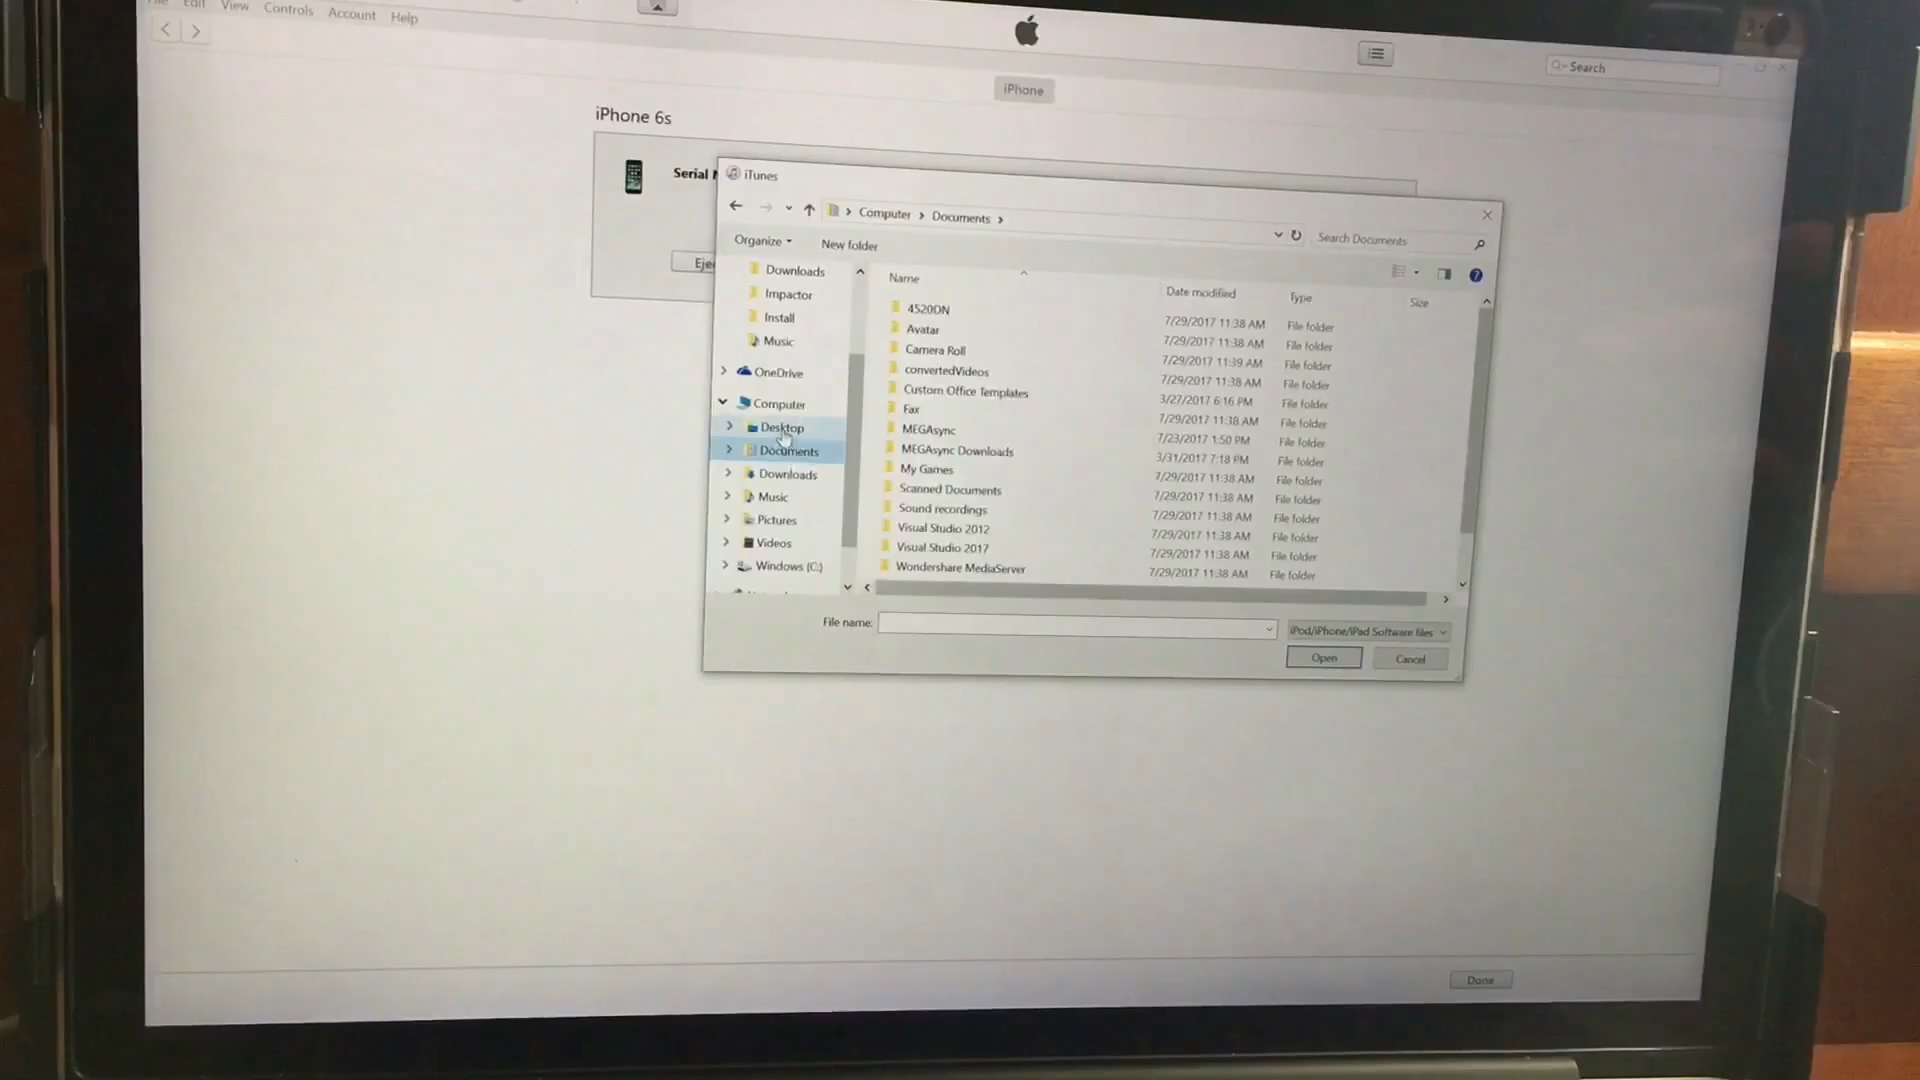 Edit View Controls Account Help
Search
iPhone
iPhone 6s
Serial
iTunes
Computer > Documents >
Search Documents
Organize
New folder
Downloads
Impactor
Install
Music
OneDrive
Computer
Desktop
Documents
Downloads
Music
Pictures
Videos
Windows (C:)
Name Date modified Type Size
4520DN 7/29/2017 11:38 AM File folder
Avatar 7/29/2017 11:38 AM File folder
Camera Roll 7/29/2017 11:39 AM File folder
convertedVideos 7/29/2017 11:38 AM File folder
Custom Office Templates 3/27/2017 6:16 PM File folder
Fax 7/29/2017 11:38 AM File folder
MEGAsync 7/23/2017 1:50 PM File folder
MEGAsync Downloads 3/31/2017 7:18 PM File folder
My Games 7/29/2017 11:38 AM File folder
Scanned Documents 7/29/2017 11:38 AM File folder
Sound recordings 7/29/2017 11:38 AM File folder
Visual Studio 2012 7/29/2017 11:38 AM File folder
Visual Studio 2017 7/29/2017 11:38 AM File folder
Wondershare MediaServer 7/29/2017 11:38 AM File folder
File name:
iPod/iPhone/iPad Software files
Open
Cancel
Done